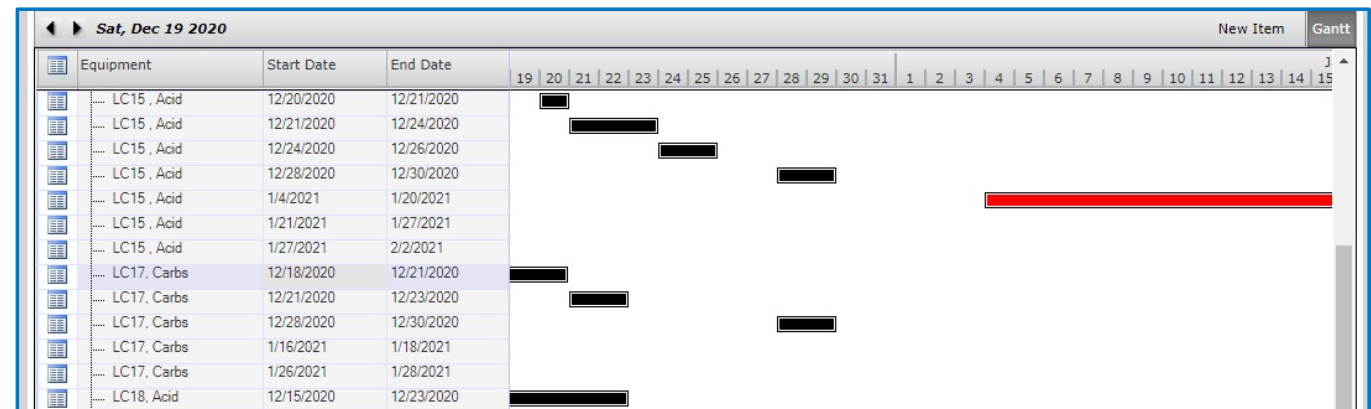 Sat, Dec 19 2020 New Item Gantt
Equipment Start Date End Date J
19 20 21 22 23 24 25 26 27 28 29 30 31 1 2 3 4 5 6 7 8 9 10 11 12 13 14 15
LC15 , Acid 12/20/2020 12/21/2020
LC15 , Acid 12/21/2020 12/24/2020
LC15 , Acid 12/24/2020 12/26/2020
LC15 , Acid 12/28/2020 12/30/2020
LC15 , Acid 1/4/2021 1/20/2021
LC15 , Acid 1/21/2021 1/27/2021
LC15 , Acid 1/27/2021 2/2/2021
LC17, Carbs 12/18/2020 12/21/2020
LC17, Carbs 12/21/2020 12/23/2020
LC17, Carbs 12/28/2020 12/30/2020
LC17, Carbs 1/16/2021 1/18/2021
LC17, Carbs 1/26/2021 1/28/2021
LC18, Acid 12/15/2020 12/23/2020